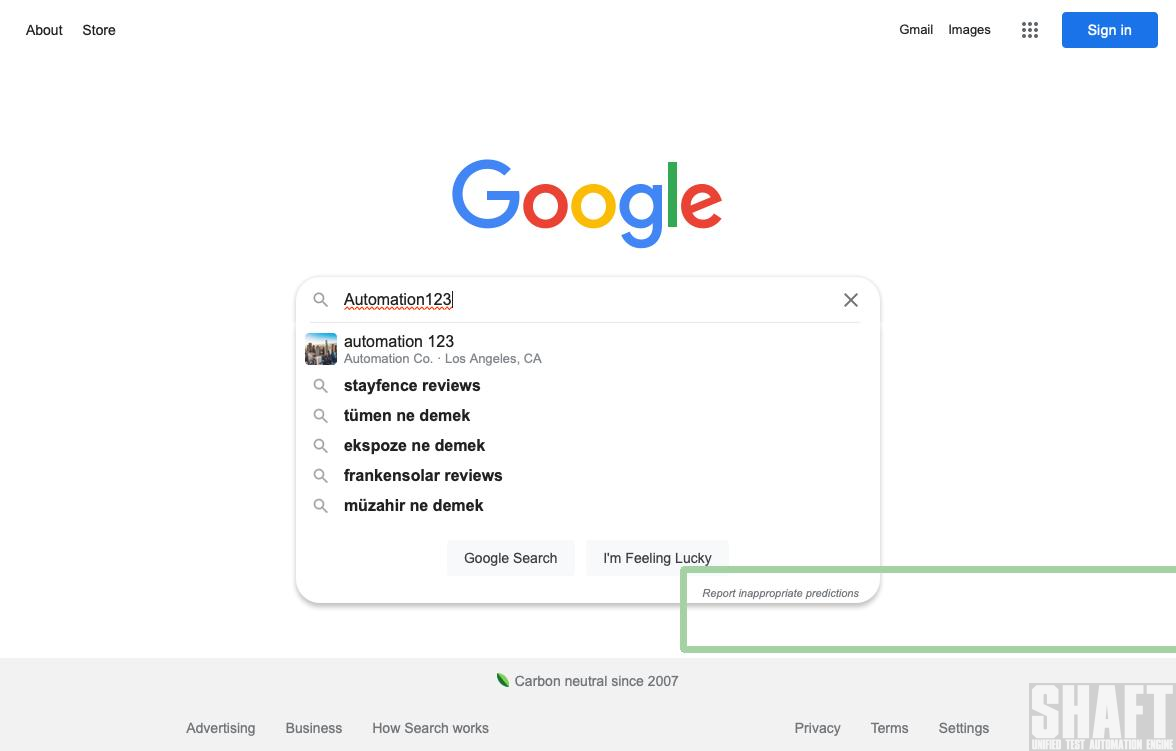 About Store
Gmail Images Sign in
Google
Automation123
automation 123
Automation Co. · Los Angeles, CA
stayfence reviews
tümen ne demek
ekspoze ne demek
frankensolar reviews
müzahir ne demek
Google Search I'm Feeling Lucky
Report inappropriate predictions
Carbon neutral since 2007
Advertising Business How Search works Privacy Terms Settings
SHAFT
UNIFIED TEST AUTOMATION ENGINE